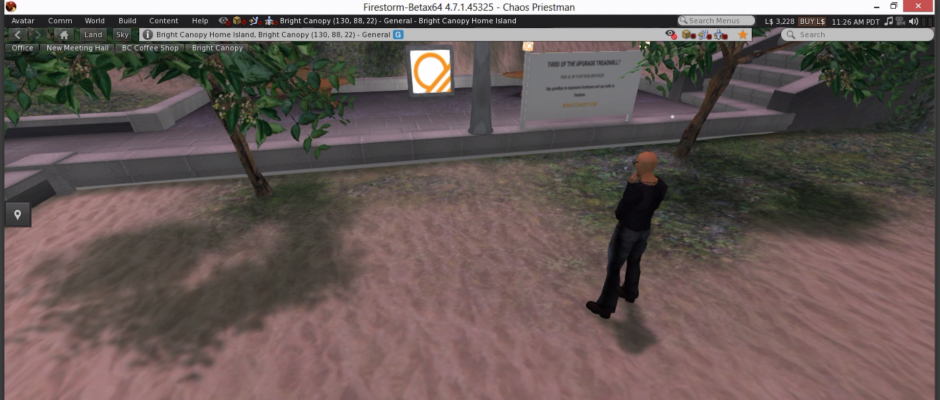 Firestorm-Betax64 4.7.1.45325 - Chaos Priestman
Avatar Comm World Build Content Help Bright Canopy (130, 88, 22) - General - Bright Canopy Home Island Search Menus L$ 3,228 BUY L$ 11:26 AM PDT
Land Sky Bright Canopy Home Island, Bright Canopy (130, 88, 22) - General G Search
Office New Meeting Hall BC Coffee Shop Bright Canopy
TIRED OF THE UPGRADE TREADMILL?